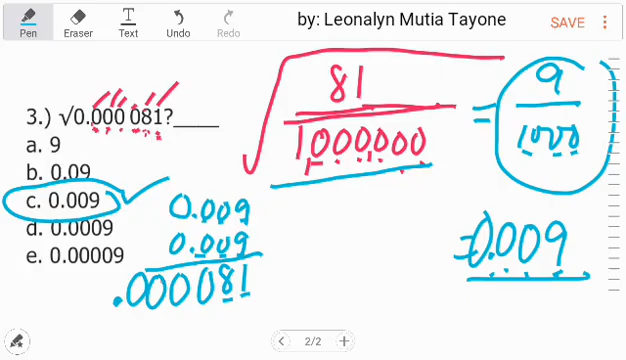 by: Leonalyn Mutia Tayone
SAVE
Pen
Eraser
Text
Undo
Redo
3.) √0.000 081?____
a. 9
b. 0.09
c. 0.009
d. 0.0009
e. 0.00009
81
1000000
=
9
1000
0.009
0.009
.000081
=0.009
2/2